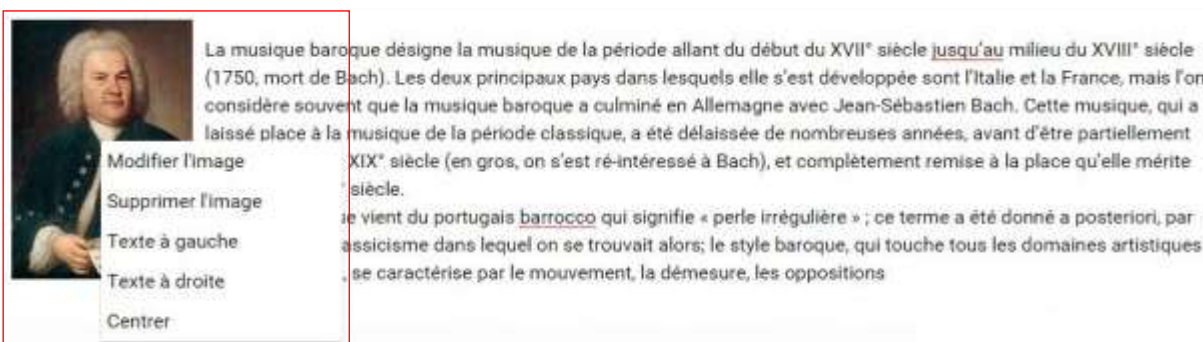 La musique baroque désigne la musique de la période allant du début du XVII° siècle jusqu'au milieu du XVIII° siècle
(1750, mort de Bach). Les deux principaux pays dans lesquels elle s'est développée sont l'Italie et la France, mais l'on
considère souvent que la musique baroque a culminé en Allemagne avec Jean-Sébastien Bach. Cette musique, qui a
laissé place à la musique de la période classique, a été délaissée de nombreuses années, avant d'être partiellement
XIX° siècle (en gros, on s'est ré-intéressé à Bach), et complètement remise à la place qu'elle mérite
° siècle.
vient du portugais barrocco qui signifie « perle irrégulière » ; ce terme a été donné a posteriori, par
assicisme dans lequel on se trouvait alors; le style baroque, qui touche tous les domaines artistiques
, se caractérise par le mouvement, la démesure, les oppositions
Modifier l'image
Supprimer l'image
Texte à gauche
Texte à droite
Centrer